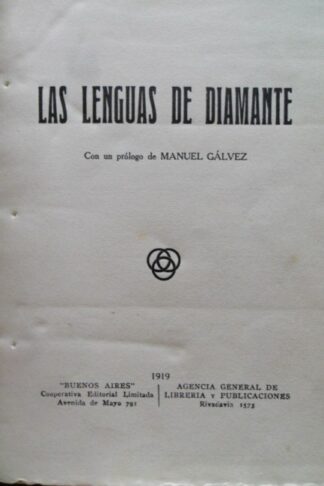 LAS LENGUAS DE DIAMANTE
Con un prólogo de MANUEL GÁLVEZ
1919
"BUENOS AIRES"
Cooperativa Editorial Limitada
Avenida de Mayo 791
AGENCIA GENERAL DE
LIBRERIA Y PUBLICACIONES
Rivadavia 1573